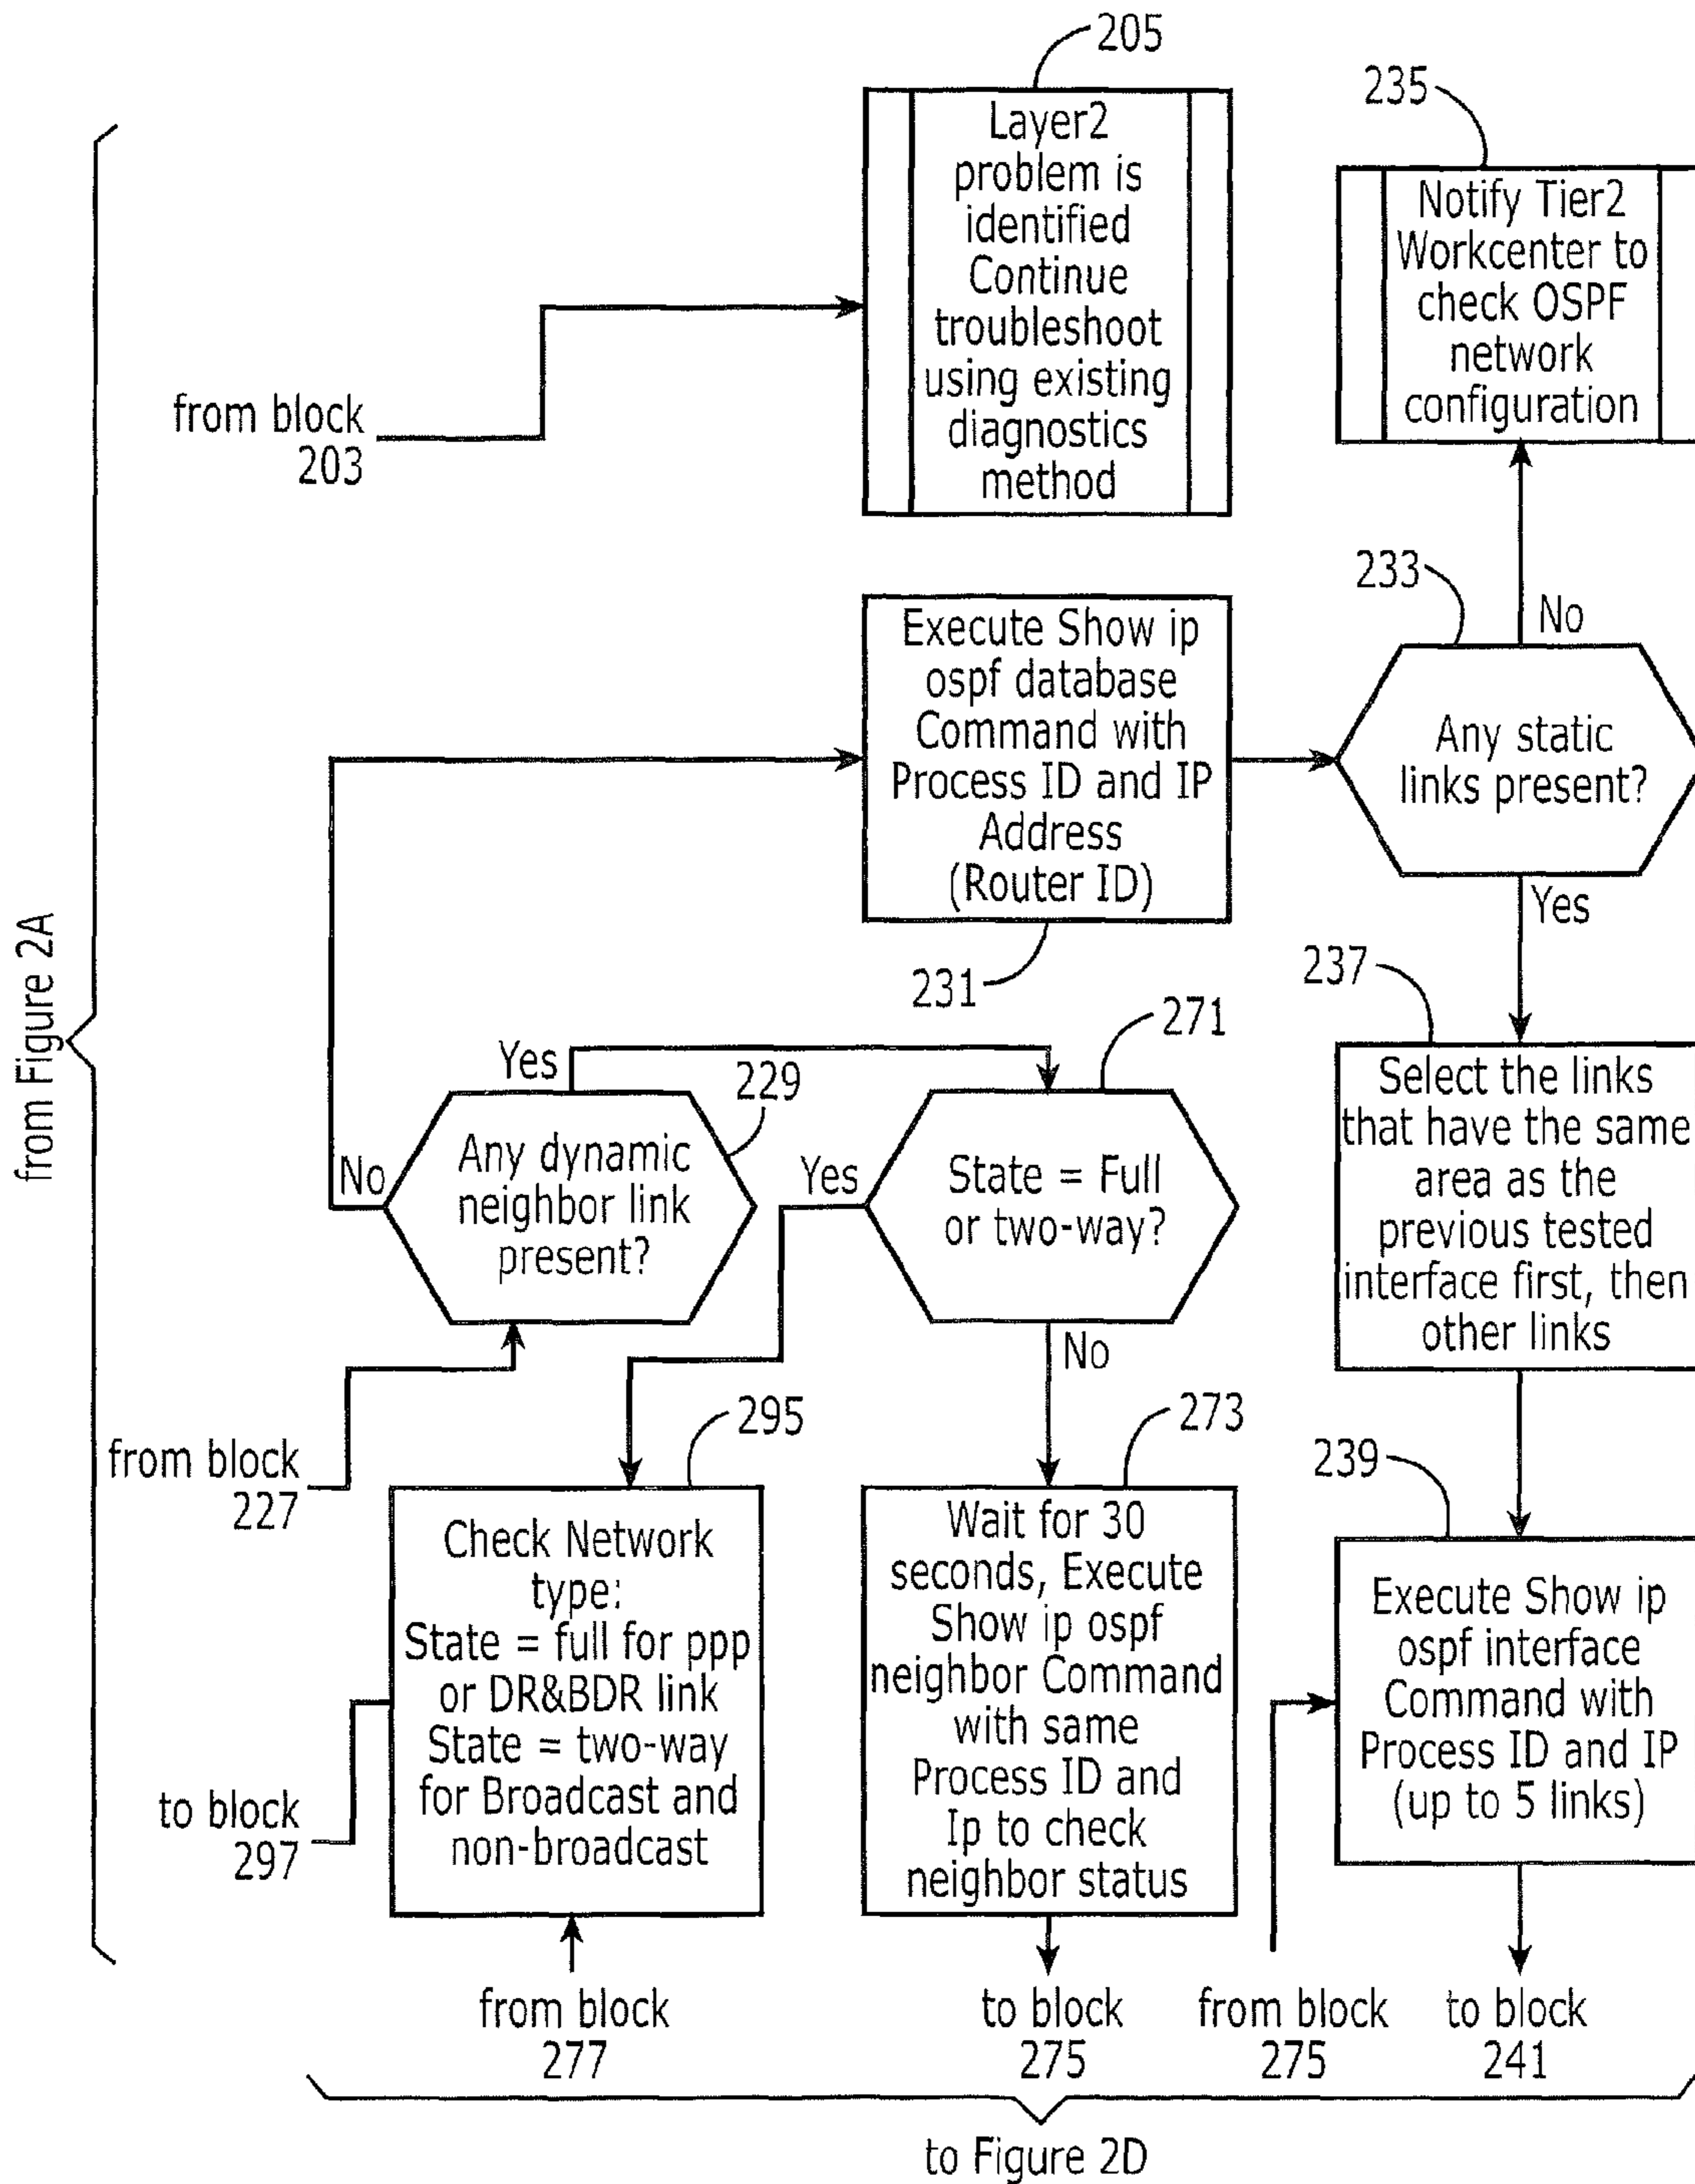 205
Layer2
problem is
identified
Continue
troubleshoot
using existing
diagnostics
method
235
Notify Tier2
Workcenter to
check OSPF
network
configuration
from block
203
233
No
Any static
links present?
Yes
Execute Show ip
ospf database
Command with
Process ID and IP
Address
(Router ID)
231
from Figure 2A
237
Select the links
that have the same
area as the
previous tested
interface first, then
other links
Yes
229
Any dynamic
neighbor link
present?
No
271
State = Full
or two-way?
Yes
No
from block
227
295
Check Network
type:
State = full for ppp
or DR&BDR link
State = two-way
for Broadcast and
non-broadcast
to block
297
273
Wait for 30
seconds, Execute
Show ip ospf
neighbor Command
with same
Process ID and
Ip to check
neighbor status
239
Execute Show ip
ospf interface
Command with
Process ID and IP
(up to 5 links)
from block
277
to block
275
from block
275
to block
241
to Figure 2D